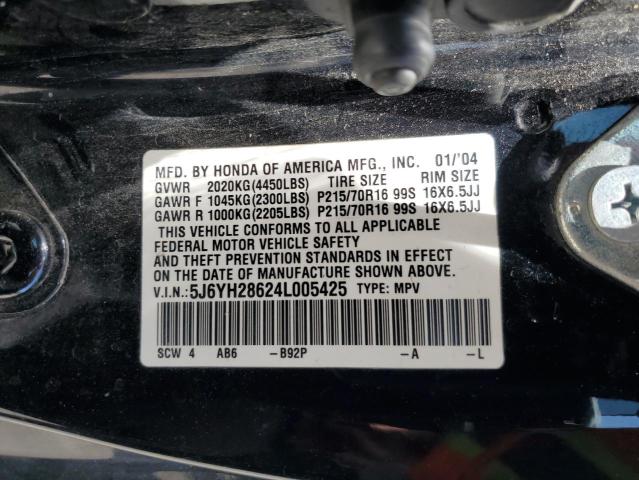 MFD. BY HONDA OF AMERICA MFG., INC. 01/'04
GVWR 2020KG(4450LBS) TIRE SIZE RIM SIZE
GAWR F 1045KG(2300LBS) P215/70R16 99S 16X6.5JJ
GAWR R 1000KG(2205LBS) P215/70R16 99S 16X6.5JJ
THIS VEHICLE CONFORMS TO ALL APPLICABLE
FEDERAL MOTOR VEHICLE SAFETY
AND THEFT PREVENTION STANDARDS IN EFFECT
ON THE DATE OF MANUFACTURE SHOWN ABOVE.
V.I.N.:5J6YH28624L005425 TYPE: MPV
SCW 4 AB6 -B92P -A -L